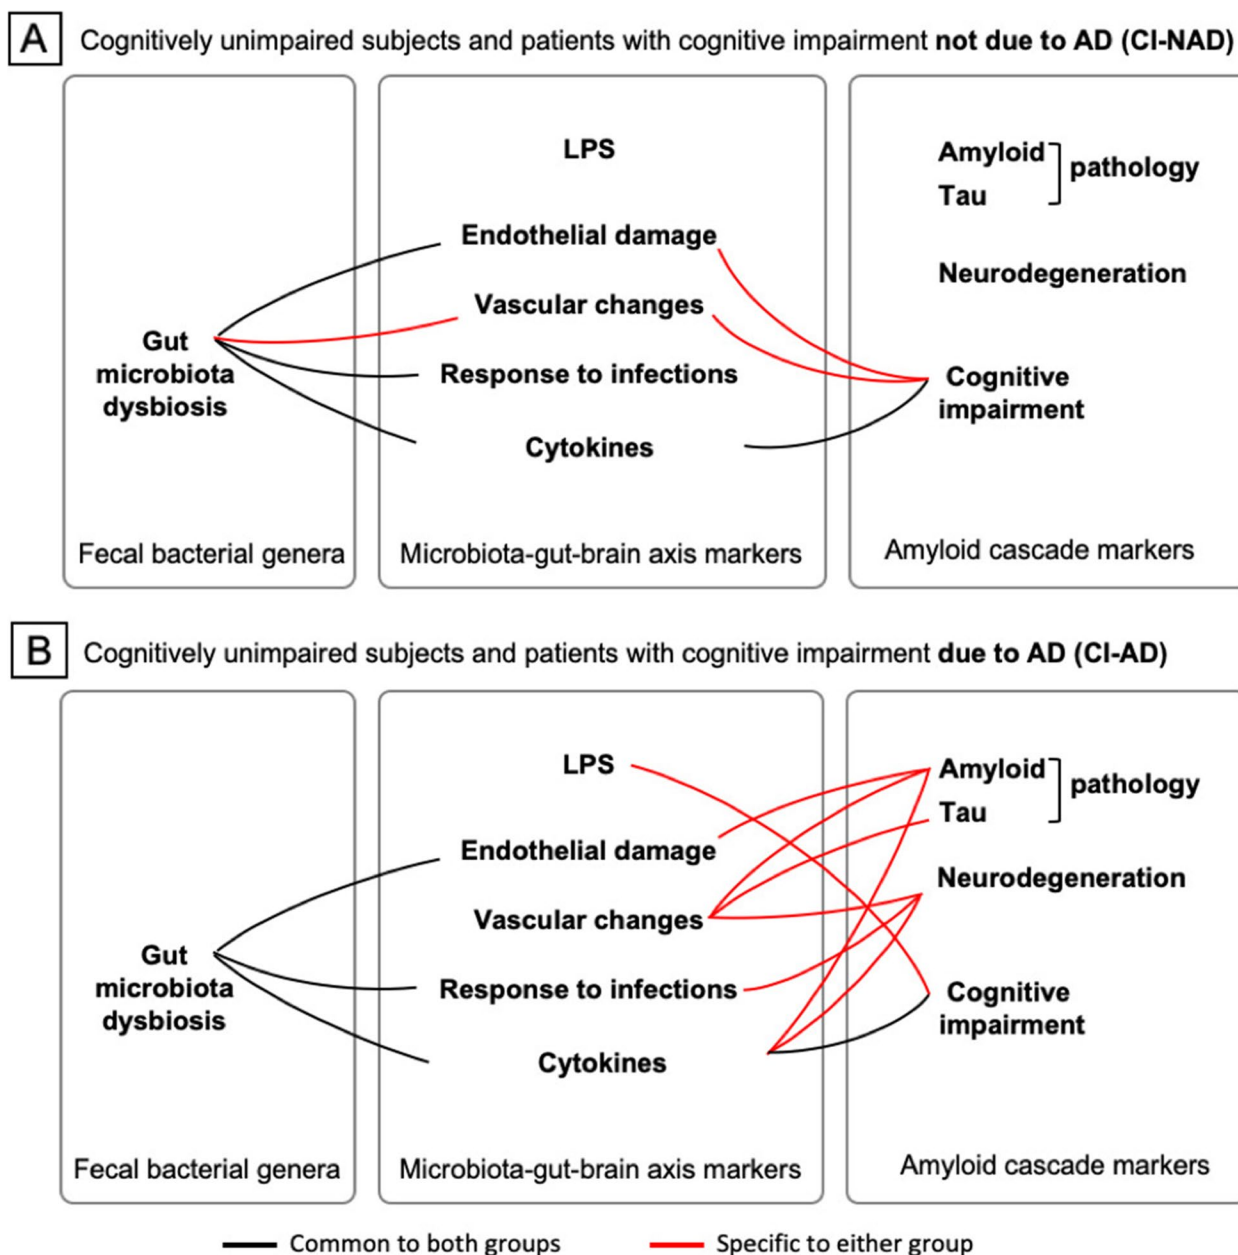 A Cognitively unimpaired subjects and patients with cognitive impairment not due to AD (CI-NAD)
LPS
Amyloid
Tau
pathology
Endothelial damage
Neurodegeneration
Vascular changes
Gut
microbiota
dysbiosis
Response to infections
Cognitive
impairment
Cytokines
Fecal bacterial genera
Microbiota-gut-brain axis markers
Amyloid cascade markers
B Cognitively unimpaired subjects and patients with cognitive impairment due to AD (CI-AD)
LPS
Amyloid
Tau
pathology
Endothelial damage
Neurodegeneration
Vascular changes
Gut
microbiota
dysbiosis
Response to infections
Cognitive
impairment
Cytokines
Fecal bacterial genera
Microbiota-gut-brain axis markers
Amyloid cascade markers
Common to both groups
Specific to either group